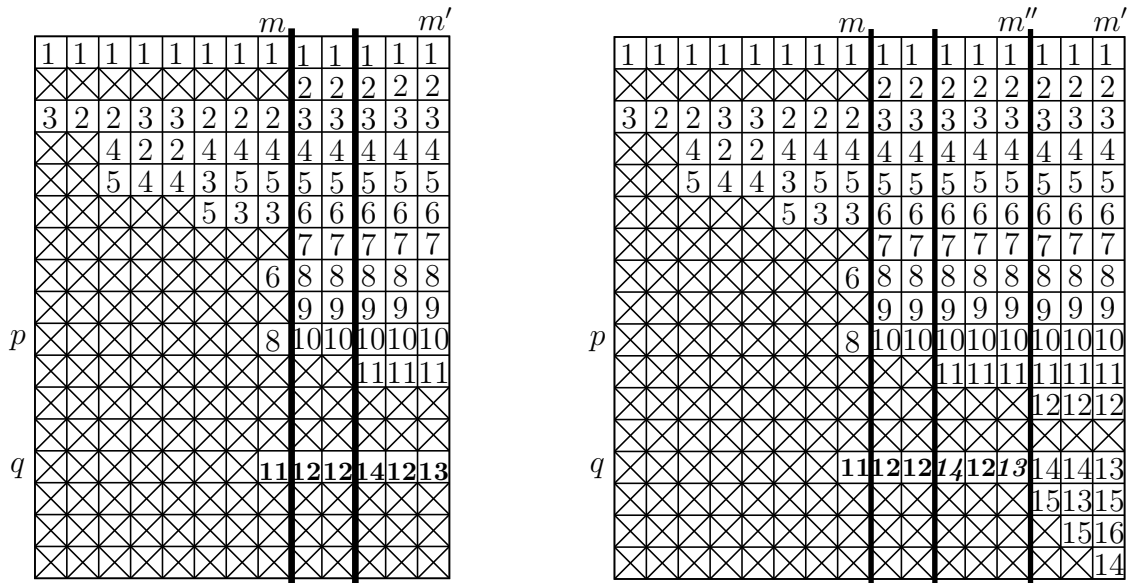 m m′
1 1 1 1 1 1 1 1 1 1 1 1 1
2 2 2 2 2
3 2 2 3 3 2 2 2 3 3 3 3 3
4 2 2 4 4 4 4 4 4 4 4
5 4 4 3 5 5 5 5 5 5 5
5 3 3 6 6 6 6 6
7 7 7 7 7
6 8 8 8 8 8
9 9 9 9 9
p 8 10 10 10 10 10
11 11 11
q 11 12 12 14 12 13
m m″ m′
1 1 1 1 1 1 1 1 1 1 1 1 1 1 1 1
2 2 2 2 2 2 2 2
3 2 2 3 3 2 2 2 3 3 3 3 3 3 3 3
4 2 2 4 4 4 4 4 4 4 4 4 4 4
5 4 4 3 5 5 5 5 5 5 5 5 5 5
5 3 3 6 6 6 6 6 6 6 6
7 7 7 7 7 7 7 7
6 8 8 8 8 8 8 8 8
9 9 9 9 9 9 9 9
p 8 10 10 10 10 10 10 10 10
11 11 11 11 11 11
12 12 12
q 11 12 12 14 12 13 14 14 13
15 13 15
15 16
14